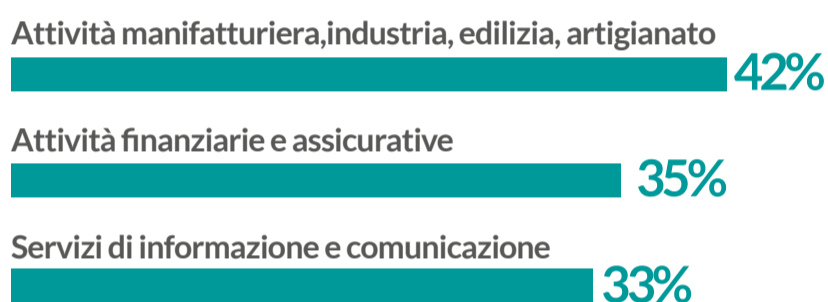 Attività manifatturiera,industria, edilizia, artigianato
42%
Attività finanziarie e assicurative
35%
Servizi di informazione e comunicazione
33%